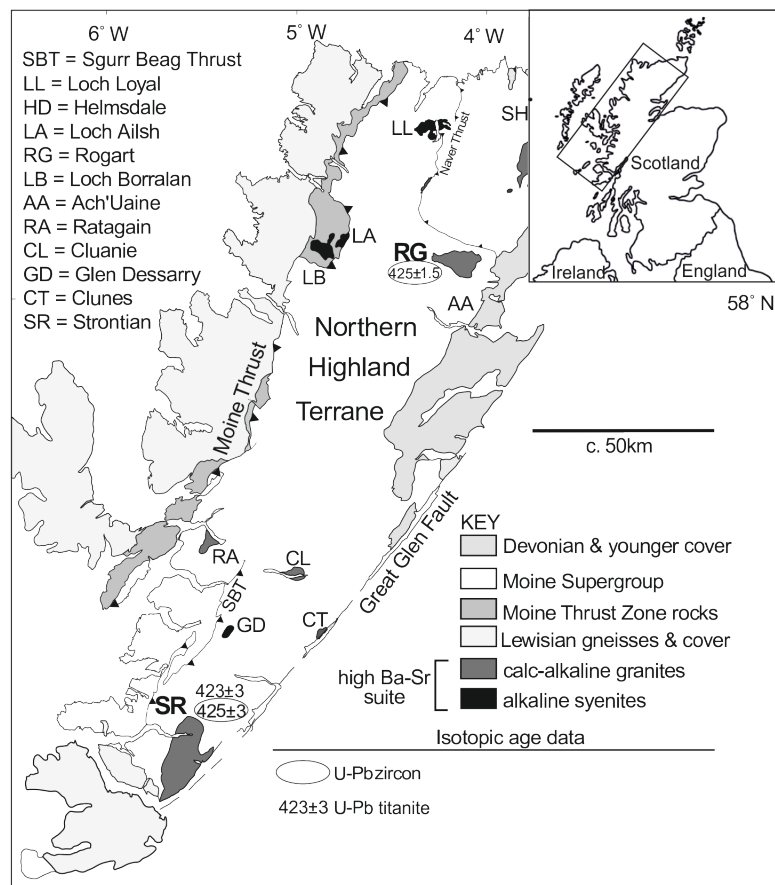 6° W
5° W
4° W
SBT = Sgurr Beag Thrust
LL = Loch Loyal
HD = Helmsdale
LA = Loch Ailsh
RG = Rogart
LB = Loch Borralan
AA = Ach'Uaine
RA = Ratagain
CL = Cluanie
GD = Glen Dessarry
CT = Clunes
SR = Strontian
LL
Naver Thrust
SH
Scotland
Ireland
England
58° N
LA
LB
RG
425±1.5
AA
Northern
Highland
Terrane
Moine Thrust
c. 50km
Great Glen Fault
RA
CL
SBT
GD
CT
SR
423±3
425±3
KEY
Devonian & younger cover
Moine Supergroup
Moine Thrust Zone rocks
Lewisian gneisses & cover
high Ba-Sr
suite
calc-alkaline granites
alkaline syenites
Isotopic age data
U-Pbzircon
423±3 U-Pb titanite